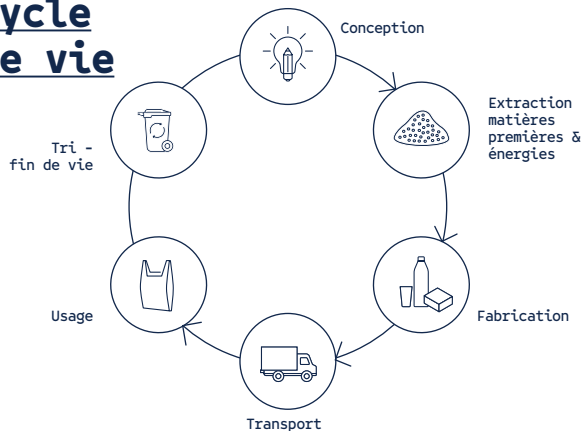 ycle
e vie
Conception
Extraction
matières
premières &
énergies
Tri -
fin de vie
Usage
Fabrication
Transport